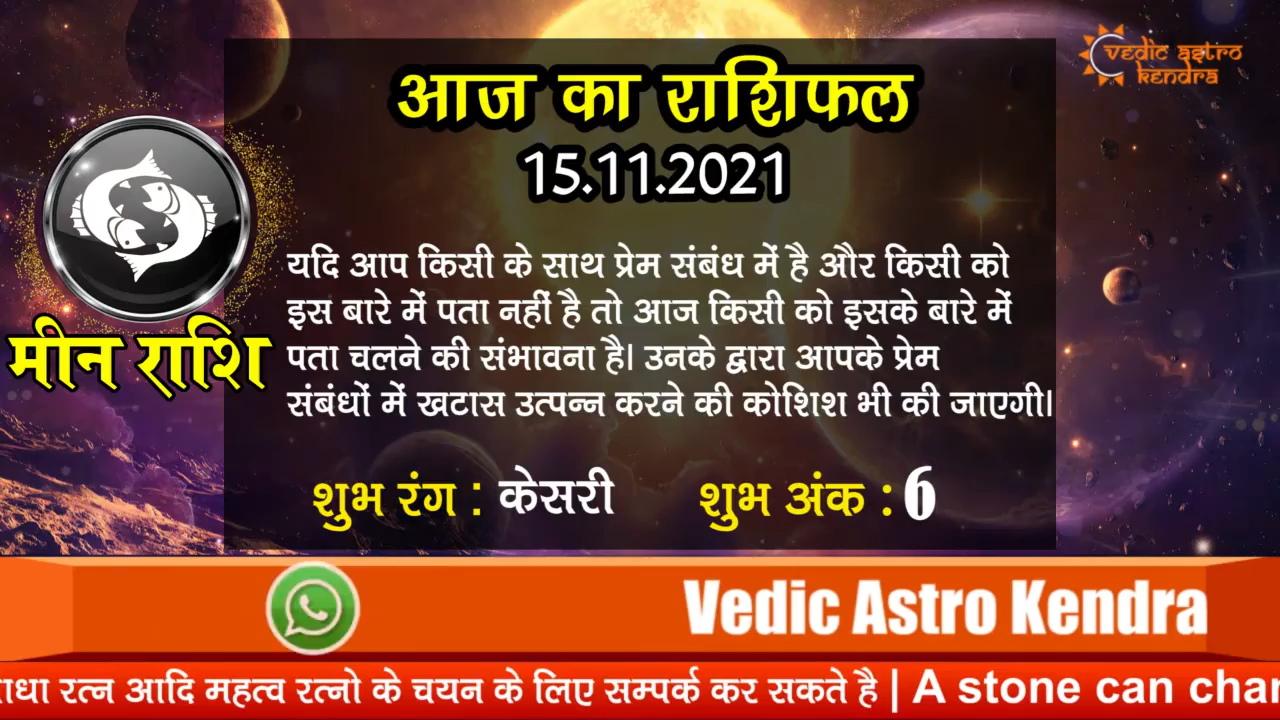 vedic astro
kendra
आज का राशिफल
15.11.2021
यदि आप किसी के साथ प्रेम संबंध में है और किसी को
इस बारे में पता नहीं है तो आज किसी को इसके बारे में
पता चलने की संभावना है। उनके द्वारा आपके प्रेम
संबंधों में खटास उत्पन्न करने की कोशिश भी की जाएगी।
मीन राशि
शुभ रंग : केसरी
शुभ अंक : 6
Vedic Astro Kendra
रत्न आदि महत्व रत्नो के चयन के लिए सम्पर्क कर सकते है | A stone can